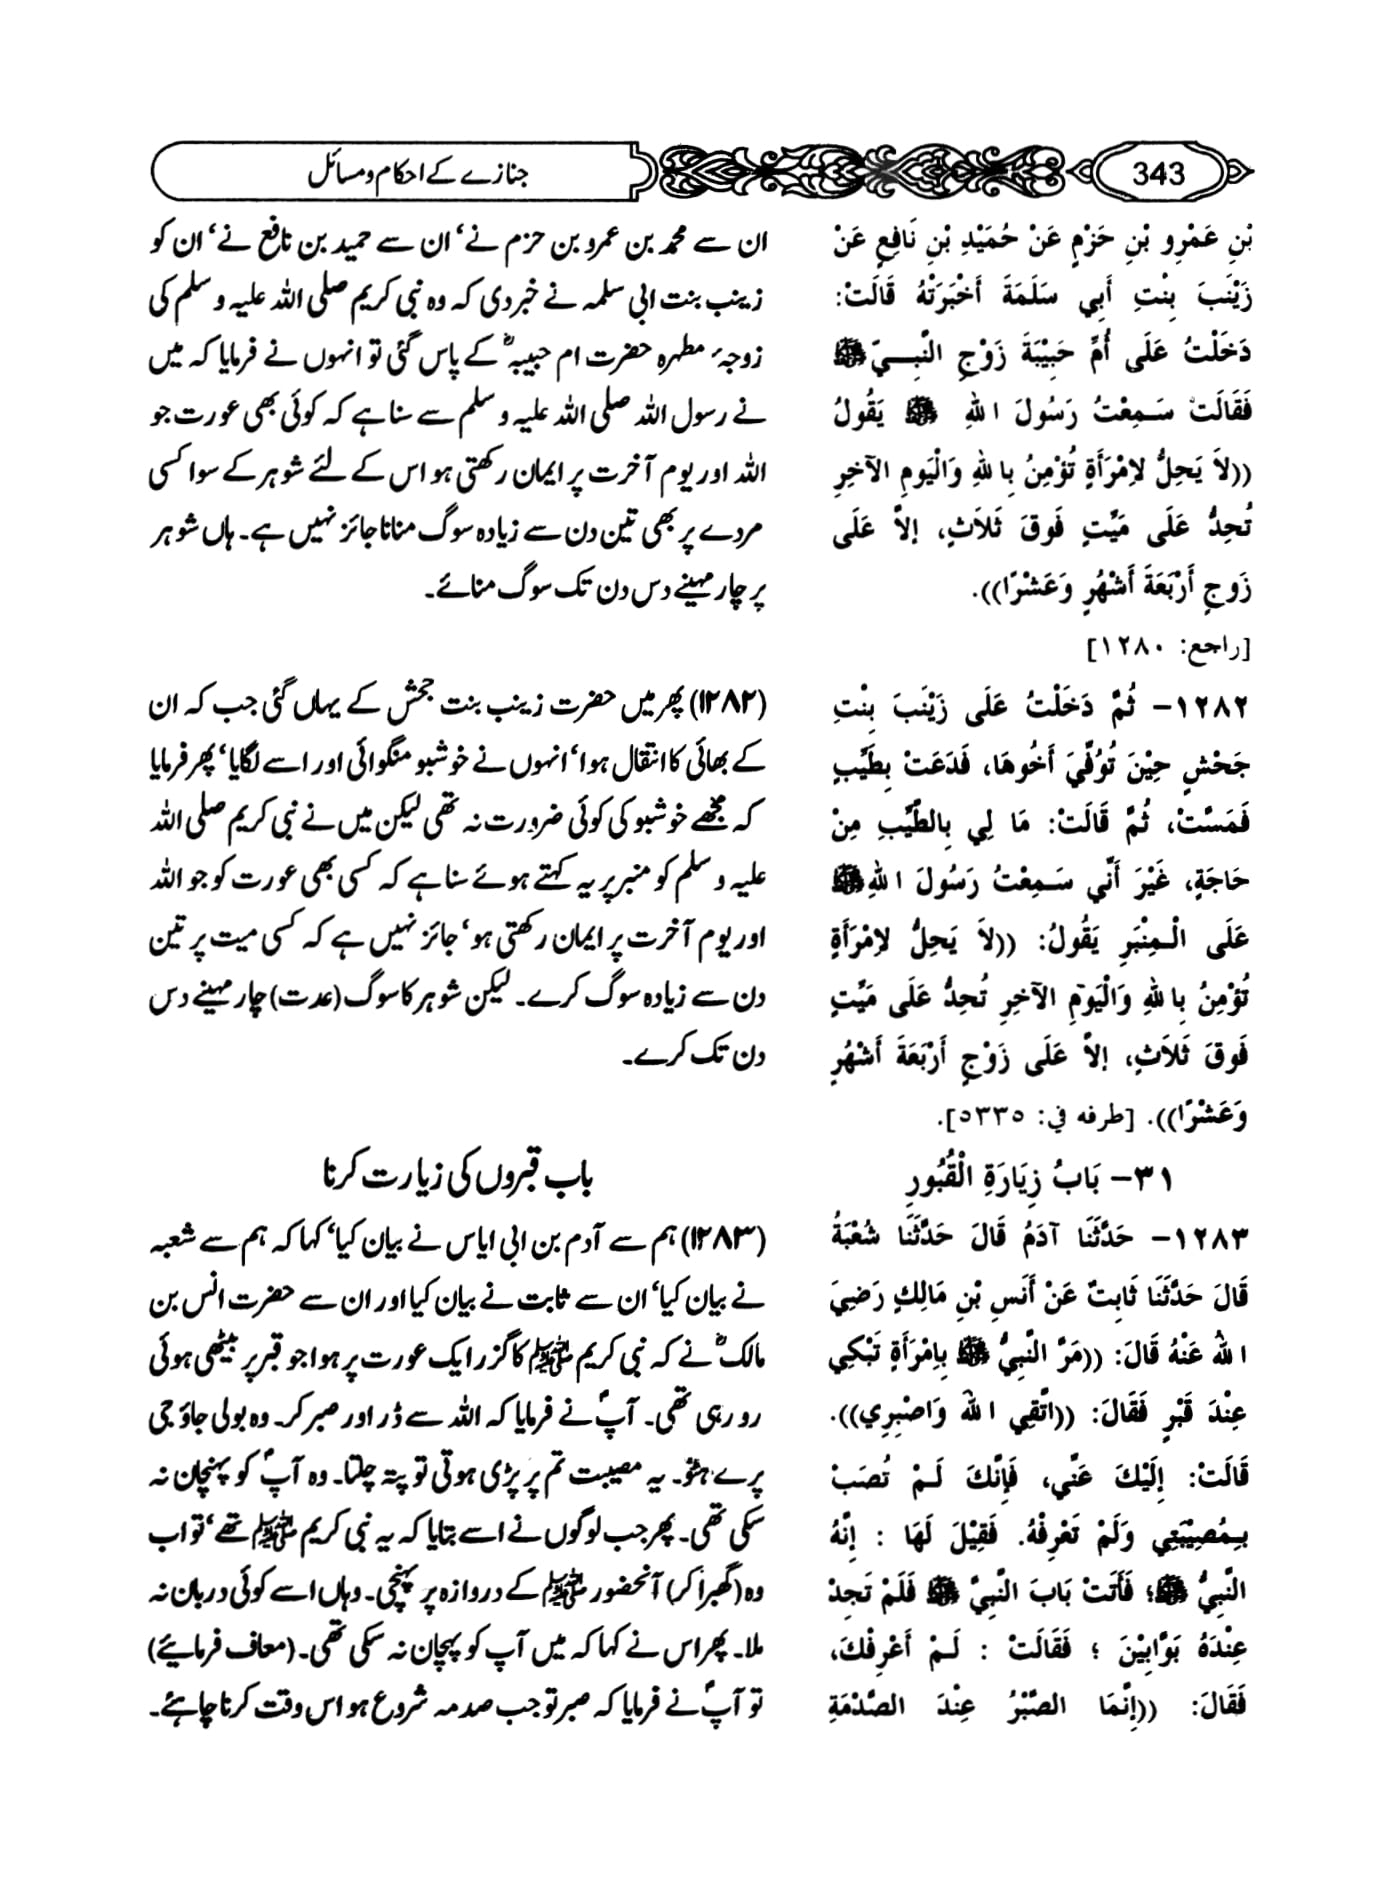 343
جنازے کے احکام و مسائل
بْنِ عَمْرِو بْنِ حَزْمٍ عَنْ حُمَيْدِ بْنِ نَافِعٍ عَنْ
زَيْنَبَ بِنْتِ أَبِي سَلَمَةَ أَخْبَرَتْهُ قَالَتْ:
دَخَلْتُ عَلَى أُمِّ حَبِيْبَةَ زَوْجِ النَّبِيِّ ﷺ
فَقَالَتْ سَمِعْتُ رَسُولَ اللهِ ﷺ يَقُولُ
((لاَ يَحِلُّ لاِمْرَأَةٍ تُؤْمِنُ بِاللهِ وَالْيَومِ الآخِرِ
تُحِدُّ عَلَى مَيِّتٍ فَوقَ ثَلاَثٍ، إلاَّ عَلَى
زَوجٍ أَرْبَعَةَ أَشْهُرٍ وَعَشْرًا)).
[راجع: ١٢٨٠]
١٢٨٢– ثُمَّ دَخَلْتُ عَلَى زَيْنَبَ بِنْتِ
جَحْشٍ حِيْنَ تُوُفِّيَ أَخُوهَا، فَدَعَتْ بِطَيِّبٍ
فَمَسَّتْ، ثُمَّ قَالَتْ: مَا لِي بِالطِّيْبِ مِنْ
حَاجَةٍ، غَيْرَ أَنِّي سَمِعْتُ رَسُولَ اللهِ ﷺ
عَلَى الْمِنْبَرِ يَقُولُ: ((لاَ يَحِلُّ لاِمْرَأَةٍ
تُؤْمِنُ بِاللهِ وَالْيَومِ الآخِرِ تُحِدُّ عَلَى مَيِّتٍ
فَوقَ ثَلاَثٍ، إلاَّ عَلَى زَوْجٍ أَرْبَعَةَ أَشْهُرٍ
وَعَشْرًا)). [طرفه في: ٥٣٣٥].
٣١– بَابُ زِيَارَةِ الْقُبُورِ
١٢٨٣– حَدَّثَنَا آدَمُ قَالَ حَدَّثَنَا شُعْبَةُ
قَالَ حَدَّثَنَا ثَابِتٌ عَنْ أَنَسِ بْنِ مَالِكٍ رَضِيَ
اللهُ عَنْهُ قَالَ: ((مَرَّ النَّبِيُّ ﷺ بِامْرَأَةٍ تَبْكِي
عِنْدَ قَبْرٍ فَقَالَ: ((اتَّقِي اللهَ وَاصْبِرِي)).
قَالَتْ: إِلَيْكَ عَنِّي، فَإِنَّكَ لَمْ تُصَبْ
بِمُصِيْبَتِي وَلَمْ تَعْرِفْهُ. فَقِيْلَ لَهَا : إِنَّهُ
النَّبِيُّ ﷺ؛ فَأَتَتْ بَابَ النَّبِيِّ ﷺ فَلَمْ تَجِدْ
عِنْدَهُ بَوَّابِيْنَ ؛ فَقَالَتْ : لَمْ أَعْرِفْكَ،
فَقَالَ: ((إِنَّمَا الصَّبْرُ عِنْدَ الصَّدْمَةِ
ان سے محمد بن عمرو بن حزم نے‘ ان سے حمید بن نافع نے‘ ان کو
زینب بنت ابی سلمہ نے خبر دی کہ وہ نبی کریم صلی اللہ علیہ و سلم کی
زوجہٴ مطہرہ حضرت ام حبیبہؓ کے پاس گئی تو انہوں نے فرمایا کہ میں
نے رسول اللہ صلی اللہ علیہ و سلم سے سنا ہے کہ کوئی بھی عورت جو
اللہ اور یوم آخرت پر ایمان رکھتی ہو اس کے لئے شوہر کے سوا کسی
مردے پر بھی تین دن سے زیادہ سوگ منانا جائز نہیں ہے۔ ہاں شوہر
پر چار مہینے دس دن تک سوگ منائے۔
(۱۲۸۲) پھر میں حضرت زینب بنت جحش کے یہاں گئی جب کہ ان
کے بھائی کا انتقال ہوا‘ انہوں نے خوشبو منگوائی اور اسے لگایا‘ پھر فرمایا
کہ مجھے خوشبو کی کوئی ضرورت نہ تھی لیکن میں نے نبی کریم صلی اللہ
علیہ و سلم کو منبر پر یہ کہتے ہوئے سنا ہے کہ کسی بھی عورت کو جو اللہ
اور یوم آخرت پر ایمان رکھتی ہو‘ جائز نہیں ہے کہ کسی میت پر تین
دن سے زیادہ سوگ کرے۔ لیکن شوہر کا سوگ (عدت) چار مہینے دس
دن تک کرے۔
باب قبروں کی زیارت کرنا
(۱۲۸۳) ہم سے آدم بن ابی ایاس نے بیان کیا‘ کہا کہ ہم سے شعبہ
نے بیان کیا‘ ان سے ثابت نے بیان کیا اور ان سے حضرت انس بن
مالکؓ نے کہ نبی کریم ﷺ کا گزر ایک عورت پر ہوا جو قبر پر بیٹھی ہوئی
رو رہی تھی۔ آپؐ نے فرمایا کہ اللہ سے ڈر اور صبر کر۔ وہ بولی جاؤ جی
پرے ہٹو۔ یہ مصیبت تم پر پڑی ہوتی تو پتہ چلتا۔ وہ آپؐ کو پہچان نہ
سکی تھی۔ پھر جب لوگوں نے اسے بتایا کہ یہ نبی کریم ﷺ تھے‘ تو اب
وہ (گھبرا کر) آنحضور ﷺ کے دروازہ پر پہنچی۔ وہاں اسے کوئی دربان نہ
ملا۔ پھر اس نے کہا کہ میں آپ کو پہچان نہ سکی تھی۔ (معاف فرمائیے)
تو آپؐ نے فرمایا کہ صبر تو جب صدمہ شروع ہو اس وقت کرنا چاہئے۔